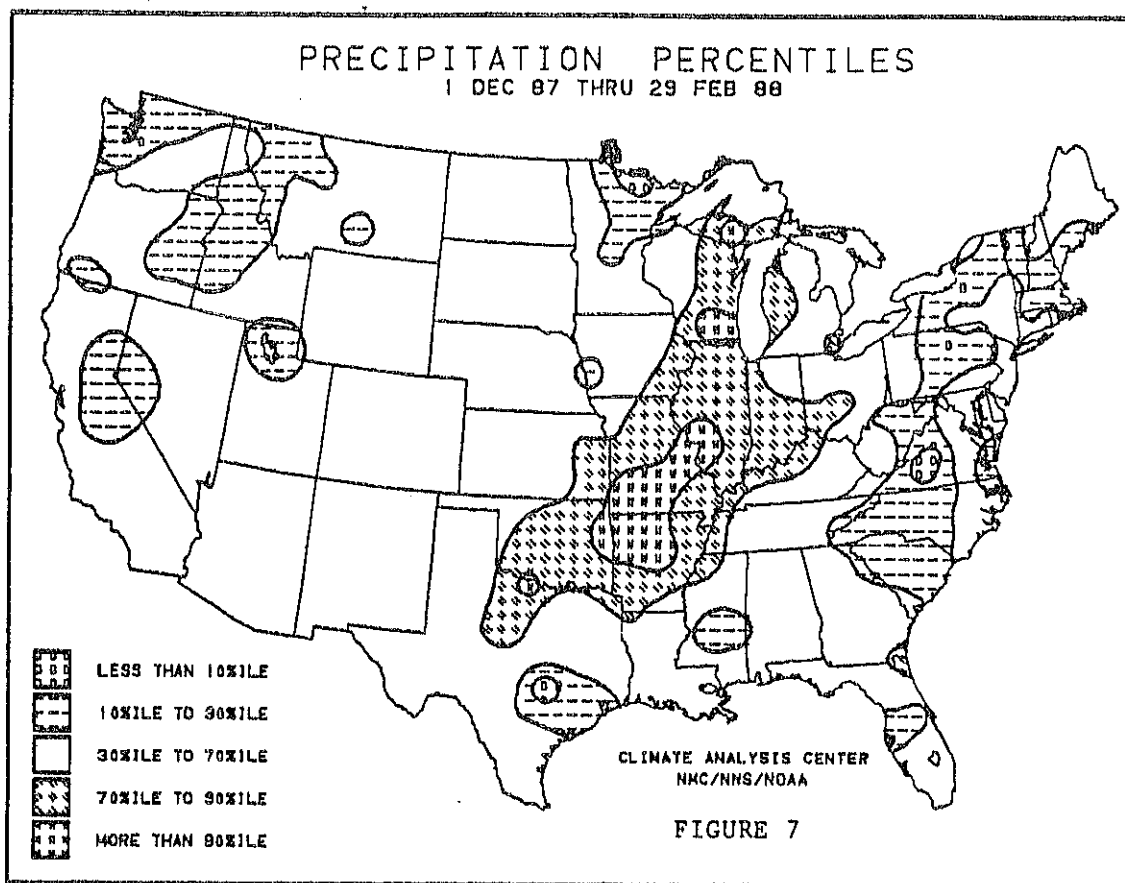 PRECIPITATION PERCENTILES
1 DEC 87 THRU 29 FEB 88
LESS THAN 10%ILE
10%ILE TO 30%ILE
30%ILE TO 70%ILE
70%ILE TO 90%ILE
MORE THAN 90%ILE
CLIMATE ANALYSIS CENTER
NMC/NWS/NOAA
FIGURE 7